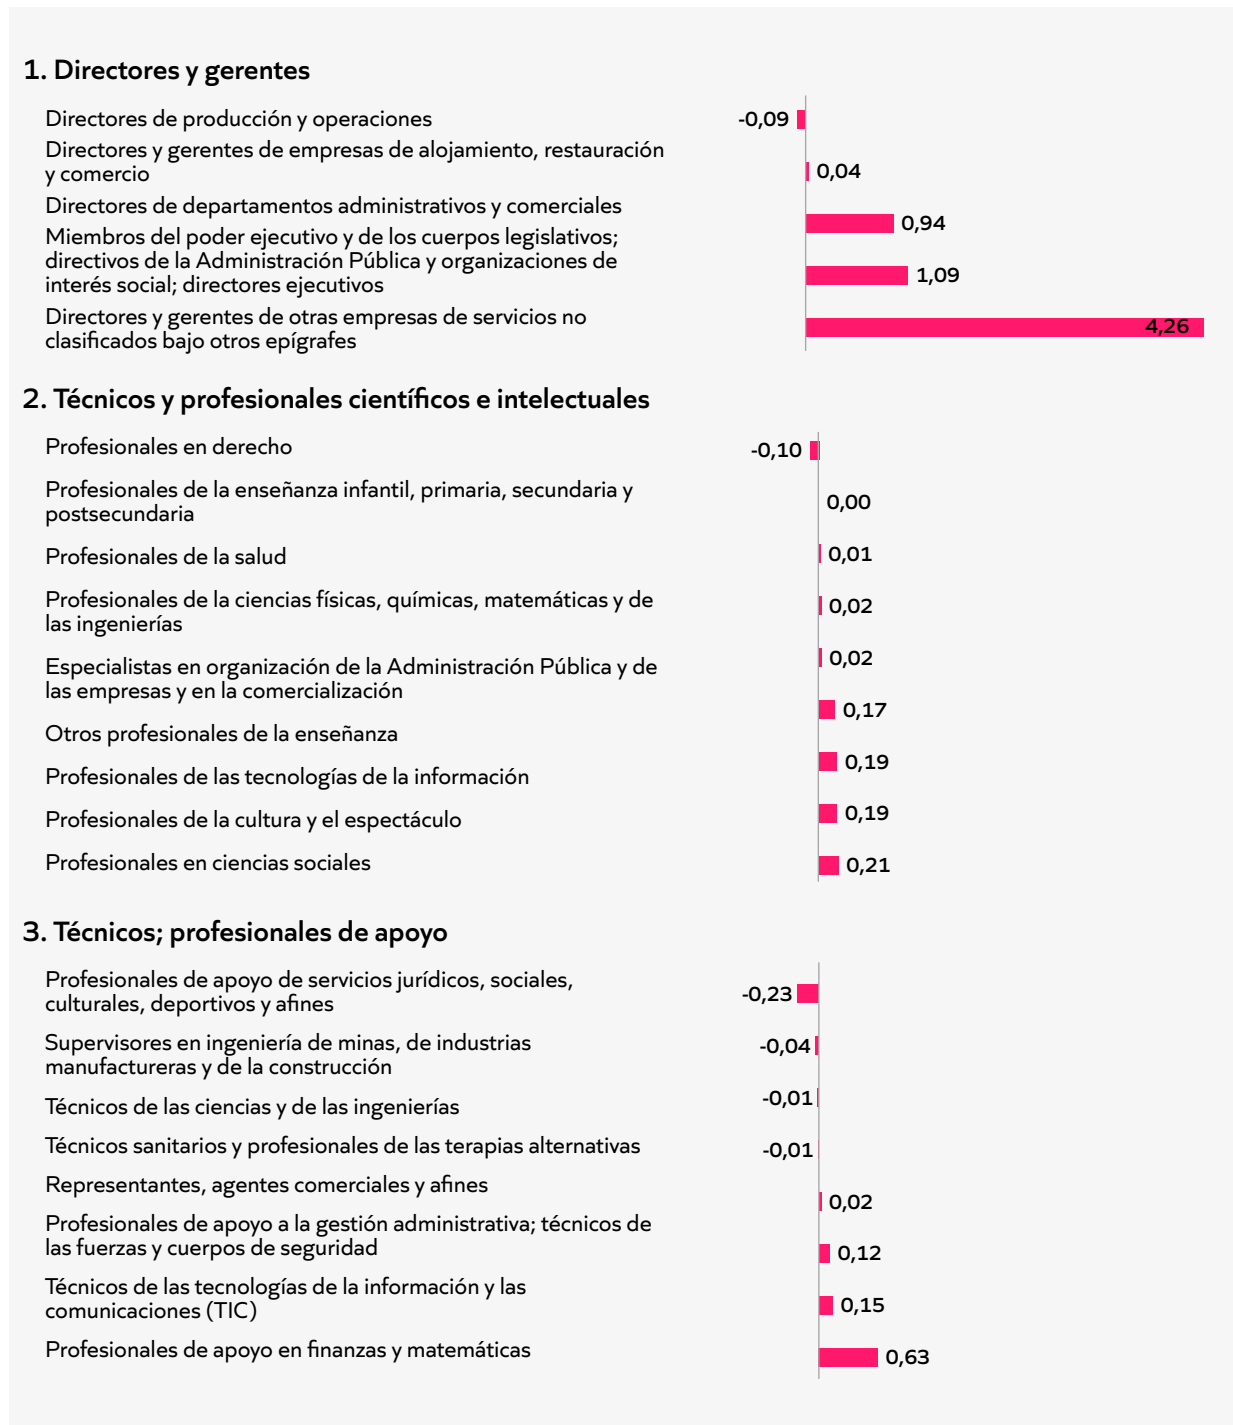 1. Directores y gerentes
Directores de producción y operaciones
-0,09
Directores y gerentes de empresas de alojamiento, restauración
y comercio
0,04
Directores de departamentos administrativos y comerciales
0,94
Miembros del poder ejecutivo y de los cuerpos legislativos;
directivos de la Administración Pública y organizaciones de
interés social; directores ejecutivos
1,09
Directores y gerentes de otras empresas de servicios no
clasificados bajo otros epígrafes
4,26
2. Técnicos y profesionales científicos e intelectuales
Profesionales en derecho
-0,10
Profesionales de la enseñanza infantil, primaria, secundaria y
postsecundaria
0,00
Profesionales de la salud
0,01
Profesionales de la ciencias físicas, químicas, matemáticas y de
las ingenierías
0,02
Especialistas en organización de la Administración Pública y de
las empresas y en la comercialización
0,02
Otros profesionales de la enseñanza
0,17
Profesionales de las tecnologías de la información
0,19
Profesionales de la cultura y el espectáculo
0,19
Profesionales en ciencias sociales
0,21
3. Técnicos; profesionales de apoyo
Profesionales de apoyo de servicios jurídicos, sociales,
culturales, deportivos y afines
-0,23
Supervisores en ingeniería de minas, de industrias
manufactureras y de la construcción
-0,04
Técnicos de las ciencias y de las ingenierías
-0,01
Técnicos sanitarios y profesionales de las terapias alternativas
-0,01
Representantes, agentes comerciales y afines
0,02
Profesionales de apoyo a la gestión administrativa; técnicos de
las fuerzas y cuerpos de seguridad
0,12
Técnicos de las tecnologías de la información y las
comunicaciones (TIC)
0,15
Profesionales de apoyo en finanzas y matemáticas
0,63